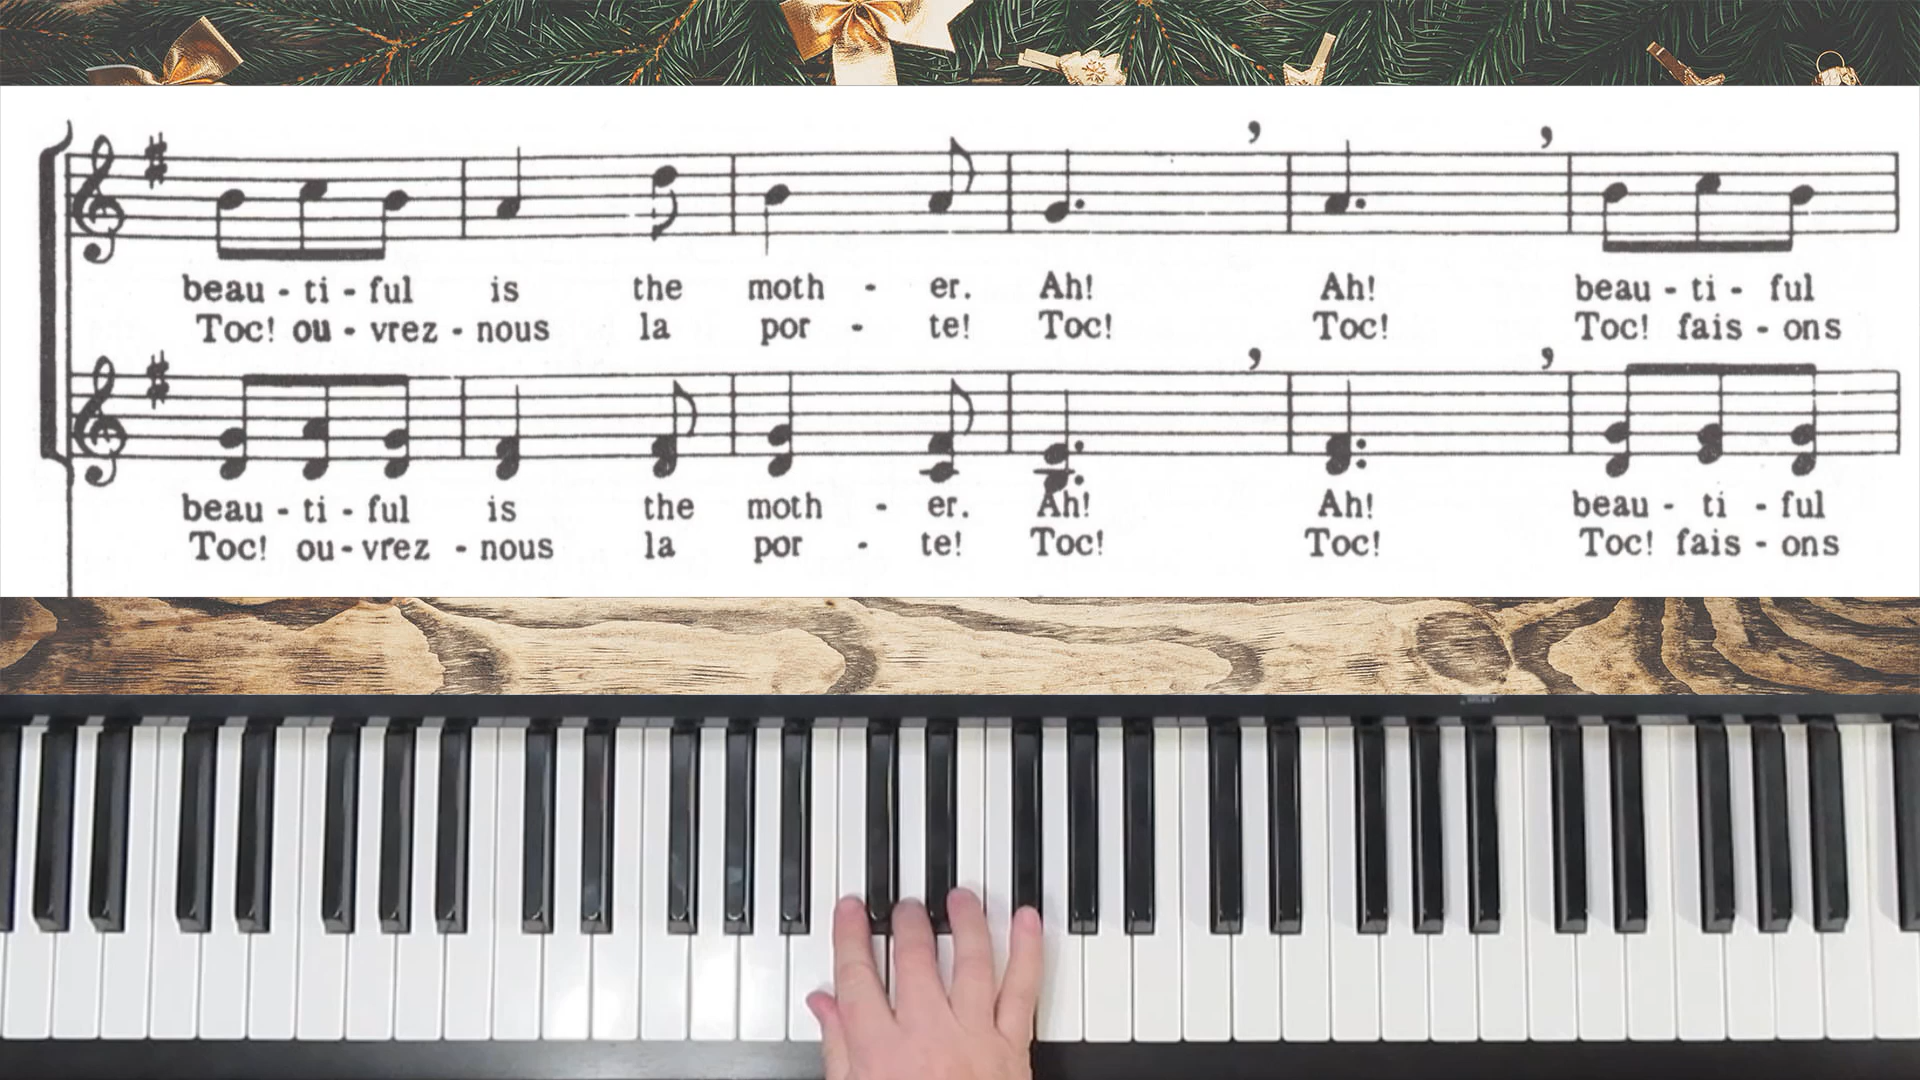 beau - ti - ful is the moth - er. Ah! Ah! beau - ti - ful
Toc! ou - vrez - nous la por - te! Toc! Toc! Toc! fais - ons
beau - ti - ful is the moth - er. Ah! Ah! beau - ti - ful
Toc! ou - vrez - nous la por - te! Toc! Toc! Toc! fais - ons